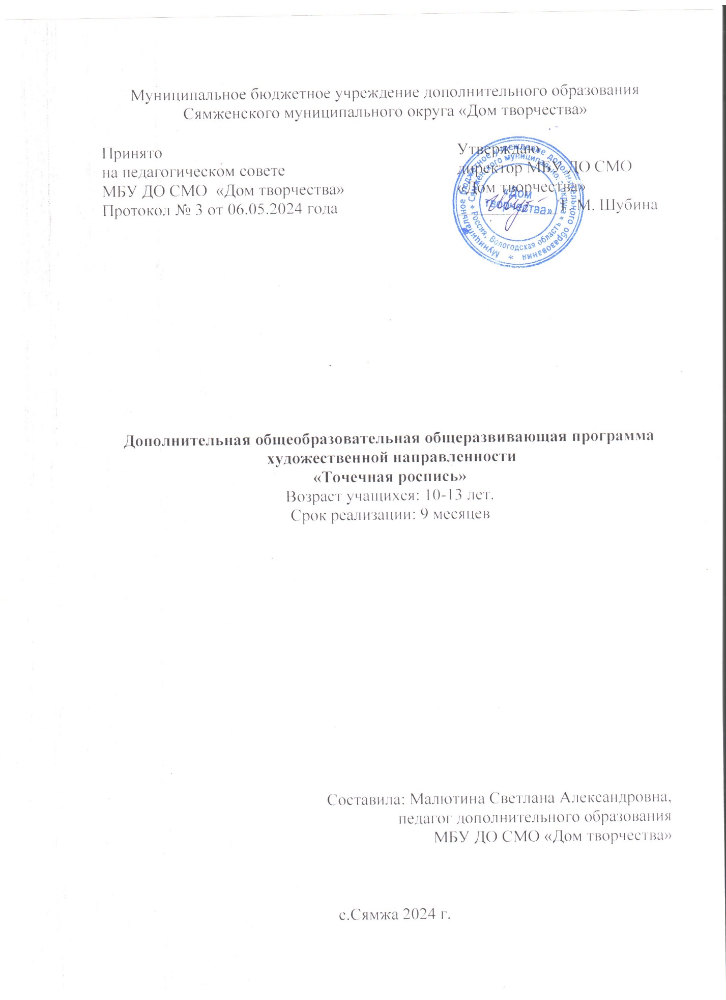 Муниципальное бюджетное учреждение дополнительного образования
Сямженского муниципального округа «Дом творчества»
Принято
на педагогическом совете
МБУ ДО СМО «Дом творчества»
Протокол № 3 от 06.05.2024 года
Утверждаю
директор МБУ ДО СМО
«Дом творчества»
М. Шубина
Муниципальное бюджетное учреждение дополнительного образования *
Сямженского муниципального округа * Россия, Вологодская область *
«Дом
творчества»
Дополнительная общеобразовательная общеразвивающая программа
художественной направленности
«Точечная роспись»
Возраст учащихся: 10-13 лет.
Срок реализации: 9 месяцев
Составила: Малютина Светлана Александровна,
педагог дополнительного образования
МБУ ДО СМО «Дом творчества»
с.Сямжа 2024 г.